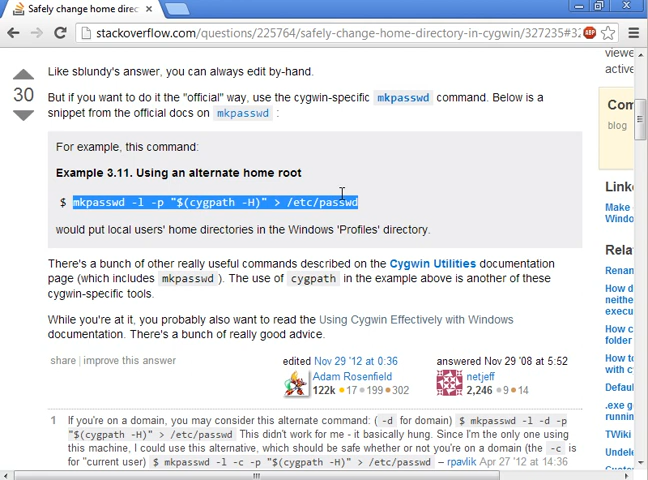 Safely change home direc ×
stackoverflow.com/questions/225764/safely-change-home-directory-in-cygwin/327235#32
ABP
Like sblundy's answer, you can always edit by-hand.
30
But if you want to do it the "official" way, use the cygwin-specific mkpasswd command. Below is a
snippet from the official docs on mkpasswd :
For example, this command:
Example 3.11. Using an alternate home root
$ mkpasswd -l -p "$(cygpath -H)" > /etc/passwd
would put local users' home directories in the Windows 'Profiles' directory.
There's a bunch of other really useful commands described on the Cygwin Utilities documentation
page (which includes mkpasswd ). The use of cygpath in the example above is another of these
cygwin-specific tools.
While you're at it, you probably also want to read the Using Cygwin Effectively with Windows
documentation. There's a bunch of really good advice.
share | improve this answer
edited Nov 29 '12 at 0:36
Adam Rosenfield
122k ●17 ●199 ●302
answered Nov 29 '08 at 5:52
netjeff
2,246 ●9 ●14
1 If you're on a domain, you may consider this alternate command: ( -d for domain) $ mkpasswd -l -d -p
"$(cygpath -H)" > /etc/passwd This didn't work for me - it basically hung. Since I'm the only one using
this machine, I could use this alternative, which should be safe whether or not you're on a domain (the -c is
for "current user) $ mkpasswd -l -c -p "$(cygpath -H)" > /etc/passwd – rpavlik Apr 27 '12 at 14:36
viewe
active
Com
blog
Make
Windo
Rela
Renan
How d
neithe
execu
How c
folder
How to
with c
Defaul
.exe g
runnin
TWiki
Undele